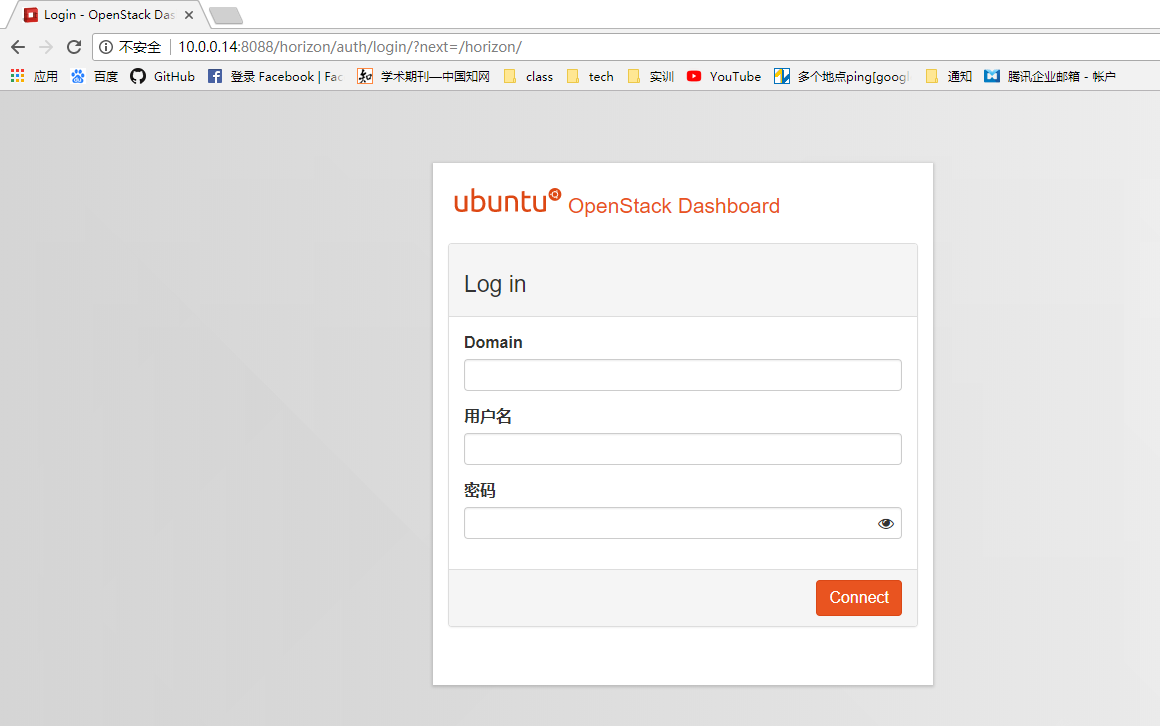 Login - OpenStack Das
不安全 10.0.0.14:8088/horizon/auth/login/?next=/horizon/
应用 百度 GitHub 登录 Facebook | Fac 学术期刊—中国知网 class tech 实训 YouTube 多个地点ping[googl 通知 腾讯企业邮箱 - 帐户
ubuntu OpenStack Dashboard
Log in
Domain
用户名
密码
Connect